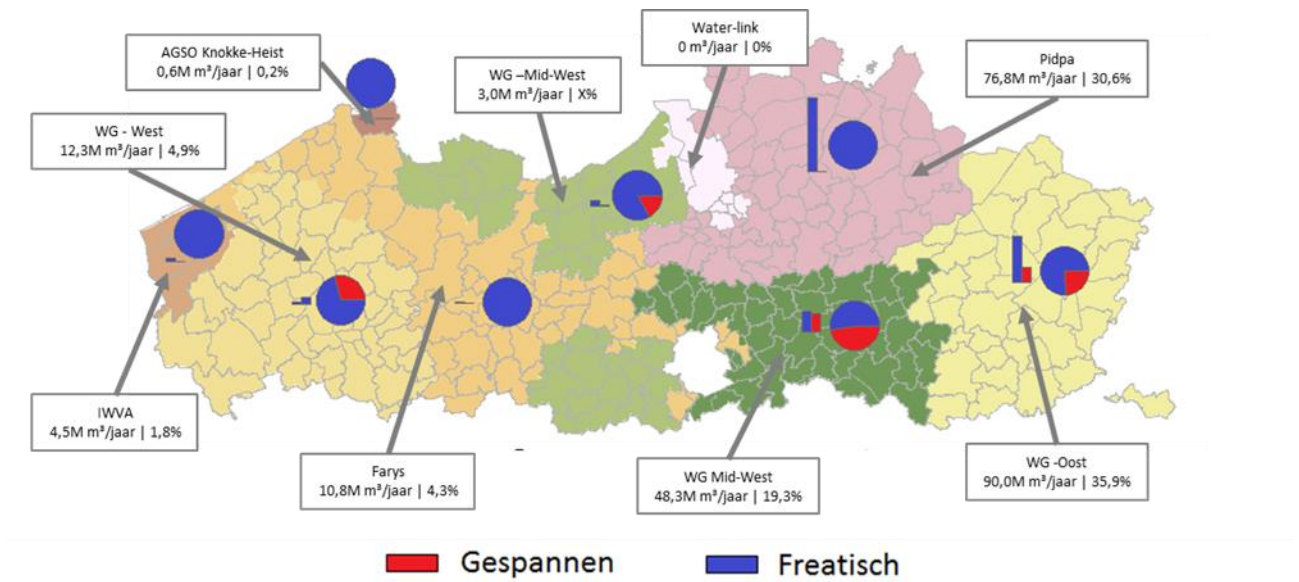 Water-link
0 m³/jaar | 0%
AGSO Knokke-Heist
0,6M m³/jaar | 0,2%
Pidpa
76,8M m³/jaar | 30,6%
WG –Mid-West
3,0M m³/jaar | X%
WG - West
12,3M m³/jaar | 4,9%
IWVA
4,5M m³/jaar | 1,8%
Farys
10,8M m³/jaar | 4,3%
WG Mid-West
48,3M m³/jaar | 19,3%
WG -Oost
90,0M m³/jaar | 35,9%
Gespannen
Freatisch